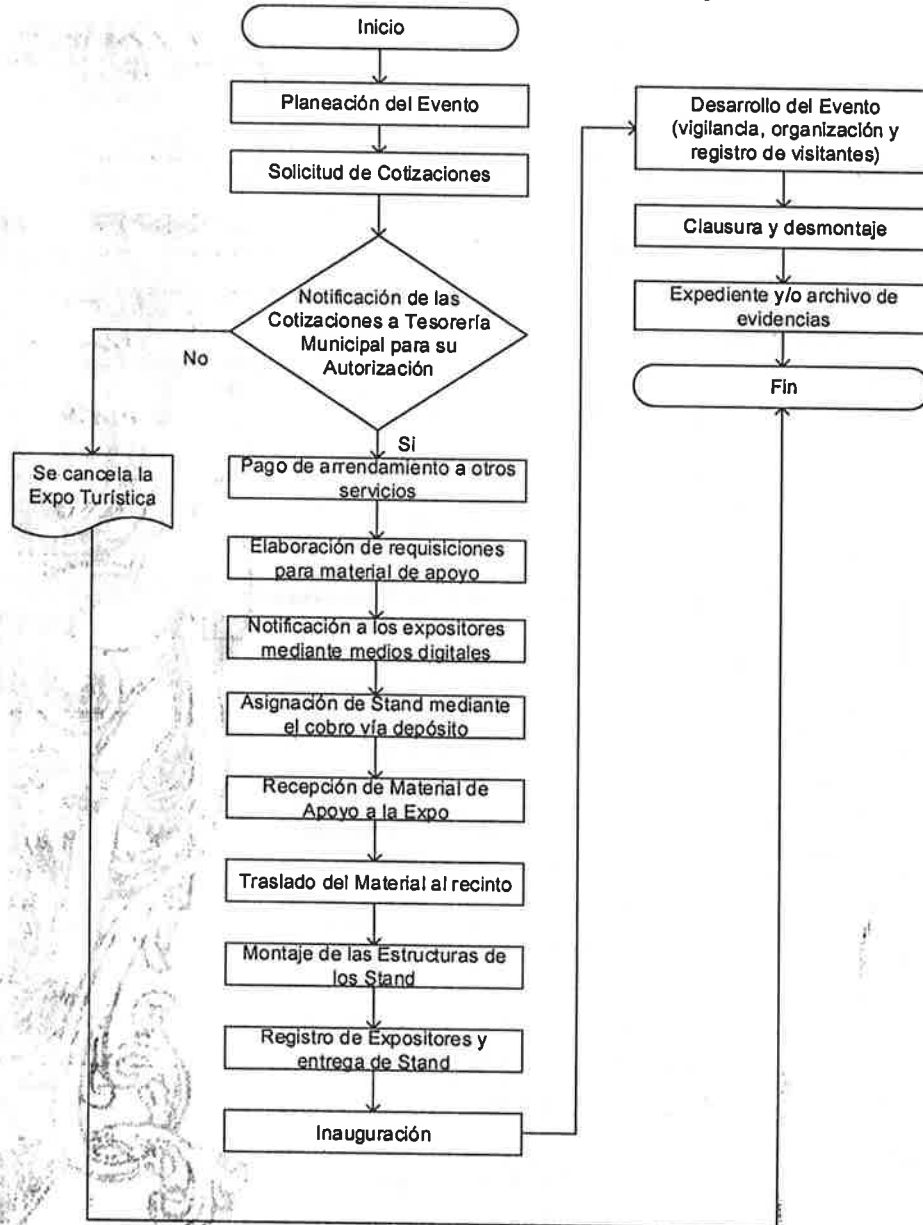 Inicio
Planeación del Evento
Solicitud de Cotizaciones
Notificación de las
Cotizaciones a Tesorería
Municipal para su
Autorización
No
Se cancela la
Expo Turística
Si
Pago de arrendamiento a otros
servicios
Elaboración de requisiciones
para material de apoyo
Notificación a los expositores
mediante medios digitales
Asignación de Stand mediante
el cobro vía depósito
Recepción de Material de
Apoyo a la Expo
Traslado del Material al recinto
Montaje de las Estructuras de
los Stand
Registro de Expositores y
entrega de Stand
Inauguración
Desarrollo del Evento
(vigilancia, organización y
registro de visitantes)
Clausura y desmontaje
Expediente y/o archivo de
evidencias
Fin